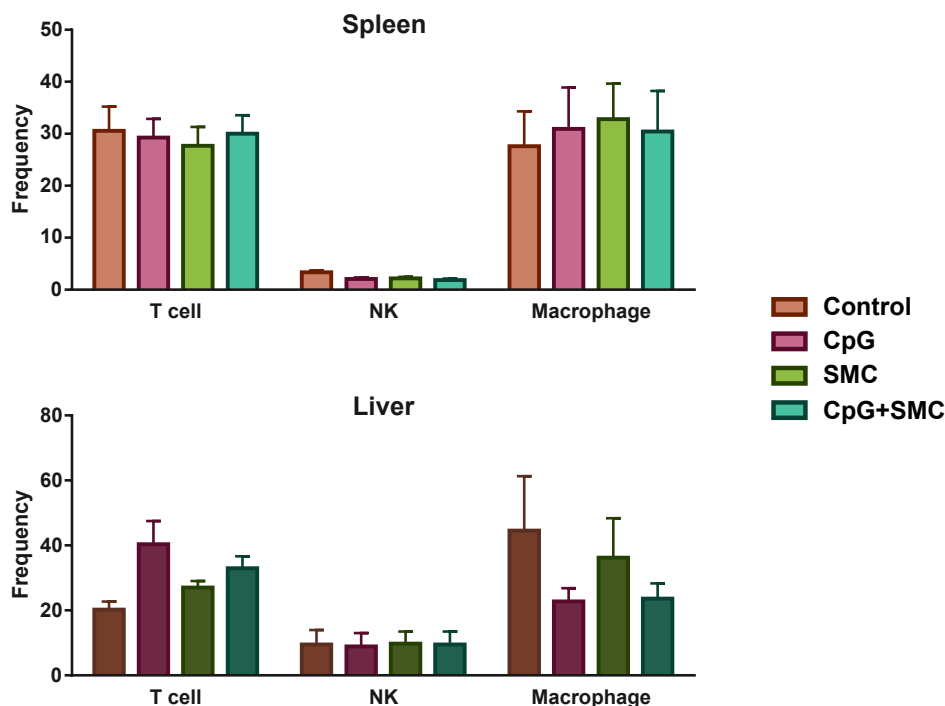 Spleen
Frequency
50
40
30
20
10
0
T cell NK Macrophage
Control
CpG
SMC
CpG+SMC
Liver
Frequency
80
60
40
20
0
T cell NK Macrophage